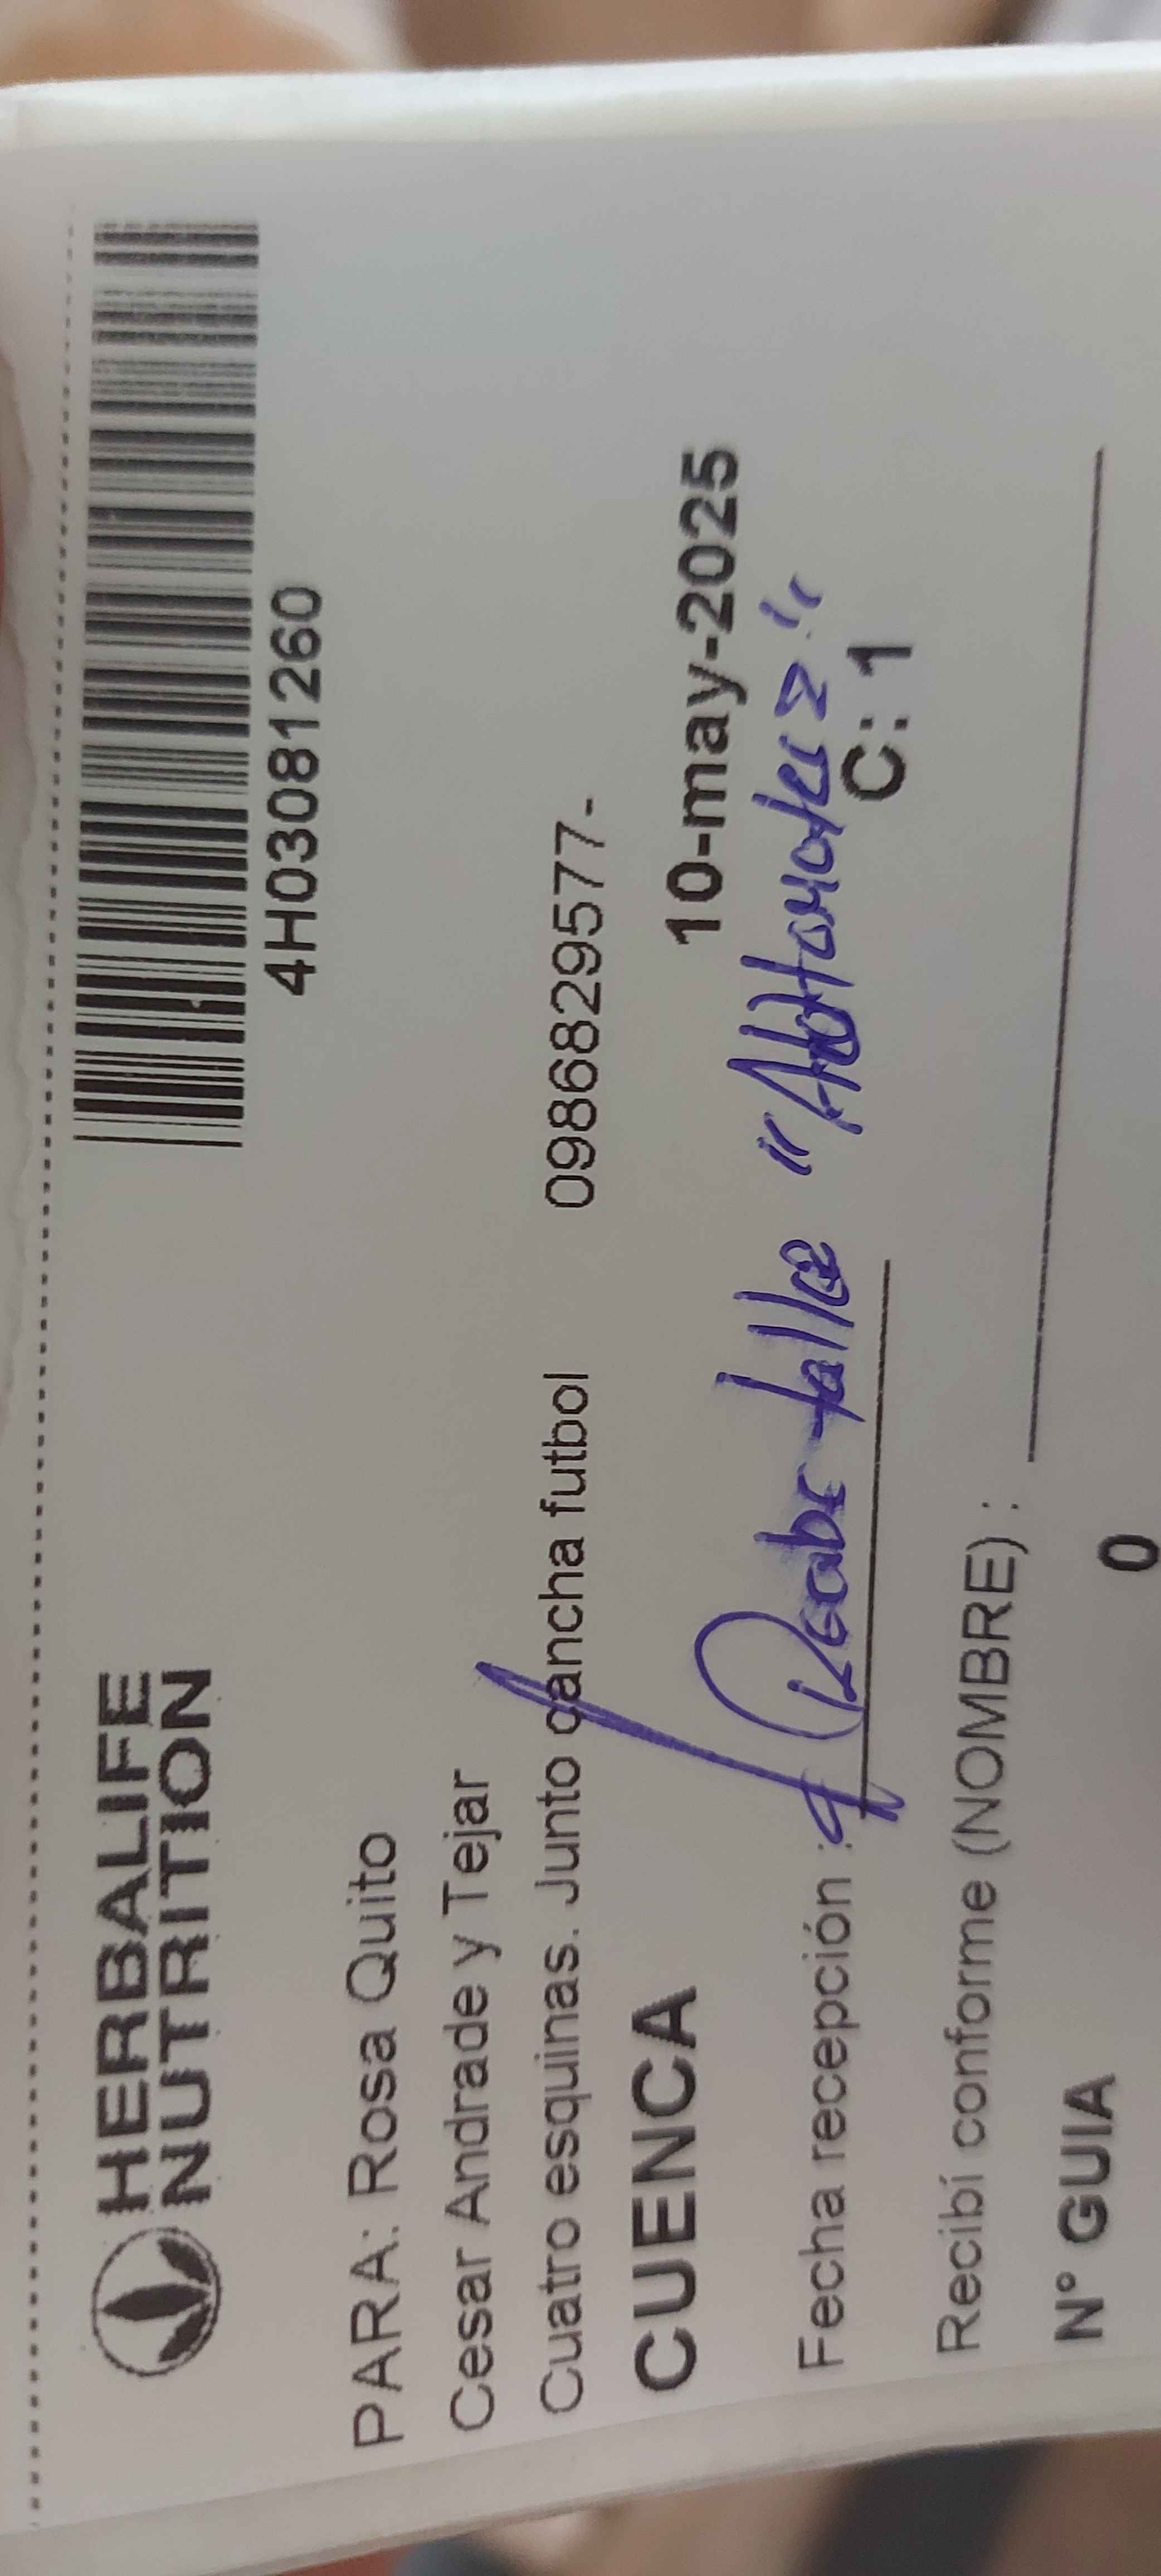 HERBALIFE
NUTRITION
4H03081260
PARA: Rosa Quito
Cesar Andrade y Tejar
Cuatro esquinas. Junto cancha futbol 0986829577-
CUENCA 10-may-2025
Fecha recepción :
C: 1
Recibí conforme (NOMBRE) :
N° GUIA 0